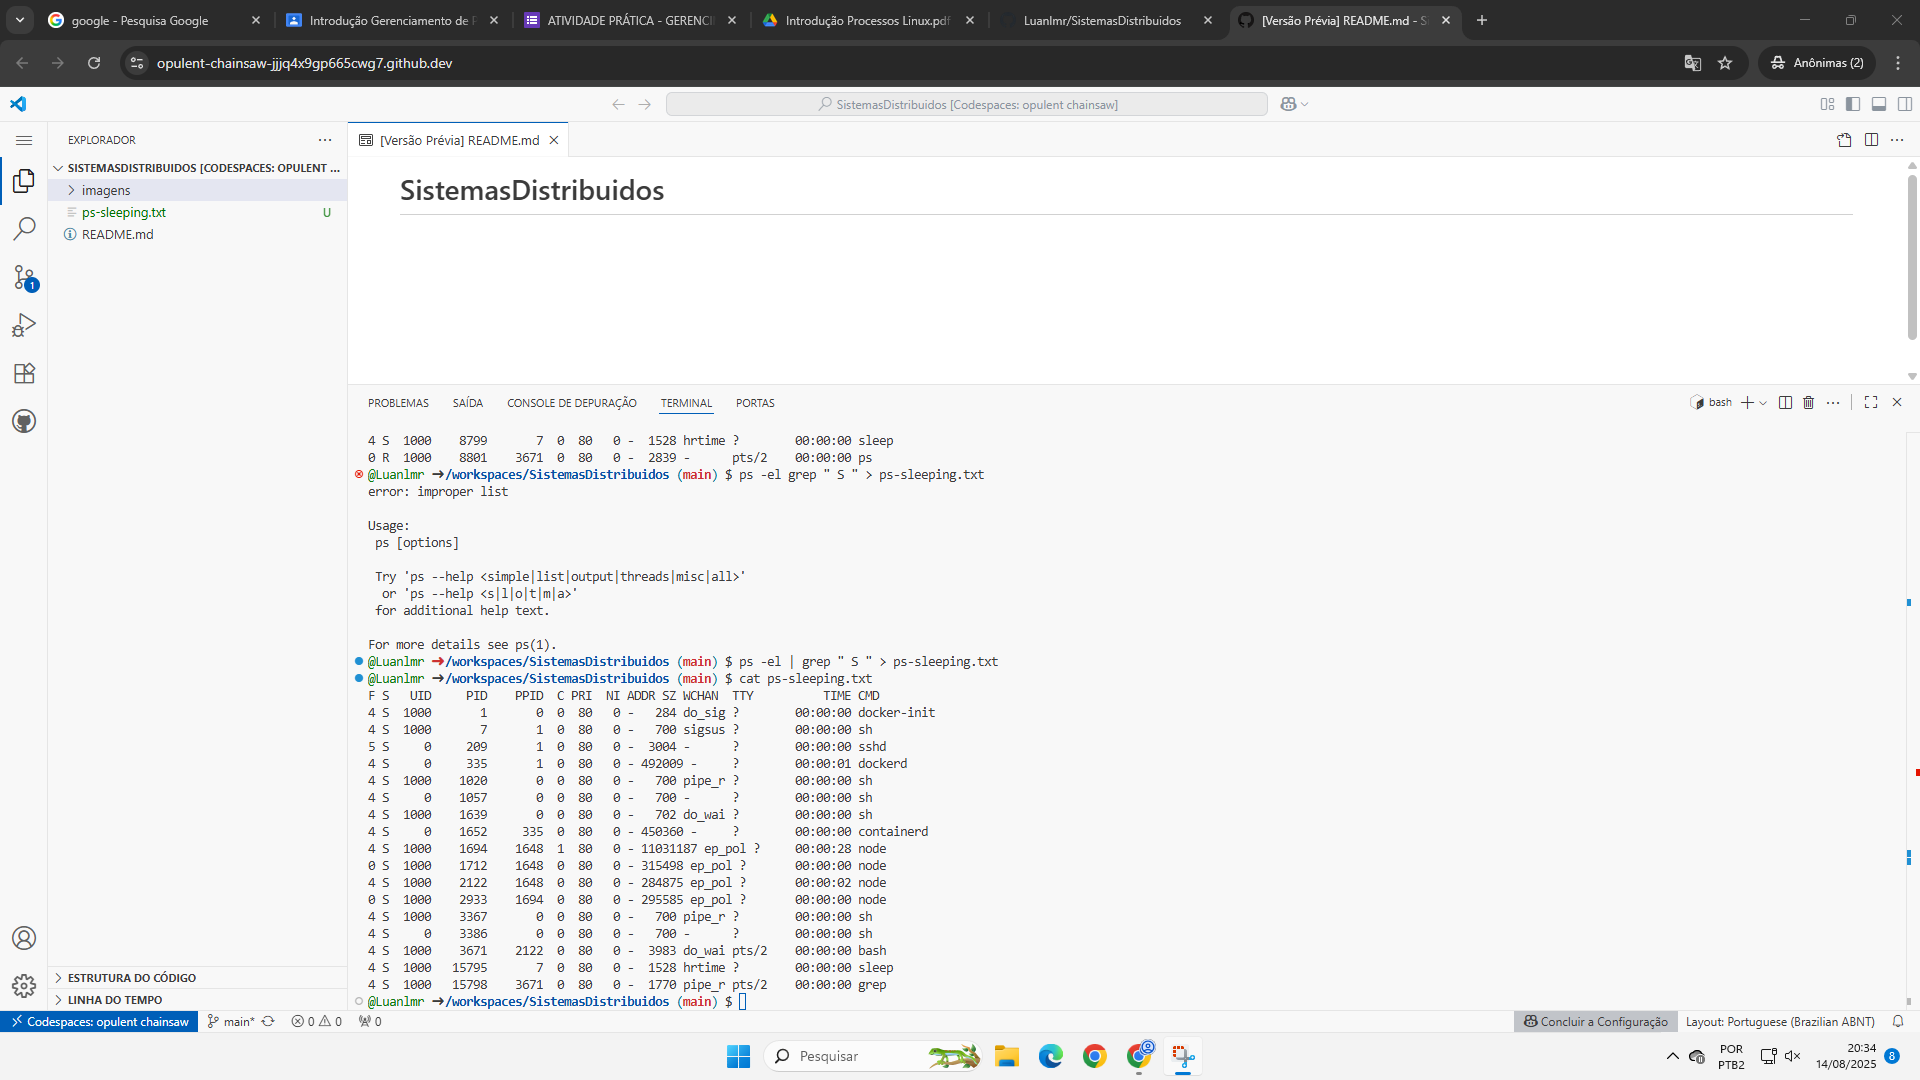 google - Pesquisa Google
Introdução Gerenciamento de P
ATIVIDADE PRÁTICA - GERENCI
Introdução Processos Linux.pdf
Luanlmr/SistemasDistribuidos
[Versão Prévia] README.md - S
opulent-chainsaw-jjjq4x9gp665cwg7.github.dev
Anônimas (2)
SistemasDistribuidos [Codespaces: opulent chainsaw]
EXPLORADOR
[Versão Prévia] README.md
SISTEMASDISTRIBUIDOS [CODESPACES: OPULENT ...
imagens
ps-sleeping.txt U
README.md
1
SistemasDistribuidos
PROBLEMAS SAÍDA CONSOLE DE DEPURAÇÃO TERMINAL PORTAS
bash
4 S 1000 8799 7 0 80 0 - 1528 hrtime ? 00:00:00 sleep
0 R 1000 8801 3671 0 80 0 - 2839 - pts/2 00:00:00 ps
@Luanlmr ➜/workspaces/SistemasDistribuidos (main) $ ps -el grep " S " > ps-sleeping.txt
error: improper list
Usage:
ps [options]
Try 'ps --help <simple|list|output|threads|misc|all>'
or 'ps --help <s|l|o|t|m|a>'
for additional help text.
For more details see ps(1).
@Luanlmr ➜/workspaces/SistemasDistribuidos (main) $ ps -el | grep " S " > ps-sleeping.txt
@Luanlmr ➜/workspaces/SistemasDistribuidos (main) $ cat ps-sleeping.txt
F S UID PID PPID C PRI NI ADDR SZ WCHAN TTY TIME CMD
4 S 1000 1 0 0 80 0 - 284 do_sig ? 00:00:00 docker-init
4 S 1000 7 1 0 80 0 - 700 sigsus ? 00:00:00 sh
5 S 0 209 1 0 80 0 - 3004 - ? 00:00:00 sshd
4 S 0 335 1 0 80 0 - 492009 - ? 00:00:01 dockerd
4 S 1000 1020 0 0 80 0 - 700 pipe_r ? 00:00:00 sh
4 S 0 1057 0 0 80 0 - 700 - ? 00:00:00 sh
4 S 1000 1639 0 0 80 0 - 702 do_wai ? 00:00:00 sh
4 S 0 1652 335 0 80 0 - 450360 - ? 00:00:00 containerd
4 S 1000 1694 1648 1 80 0 - 11031187 ep_pol ? 00:00:28 node
0 S 1000 1712 1648 0 80 0 - 315498 ep_pol ? 00:00:00 node
4 S 1000 2122 1648 0 80 0 - 284875 ep_pol ? 00:00:02 node
0 S 1000 2933 1694 0 80 0 - 295585 ep_pol ? 00:00:00 node
4 S 1000 3367 0 0 80 0 - 700 pipe_r ? 00:00:00 sh
4 S 0 3386 0 0 80 0 - 700 - ? 00:00:00 sh
4 S 1000 3671 2122 0 80 0 - 3983 do_wai pts/2 00:00:00 bash
4 S 1000 15795 7 0 80 0 - 1528 hrtime ? 00:00:00 sleep
4 S 1000 15798 3671 0 80 0 - 1770 pipe_r pts/2 00:00:00 grep
@Luanlmr ➜/workspaces/SistemasDistribuidos (main) $
ESTRUTURA DO CÓDIGO
LINHA DO TEMPO
Codespaces: opulent chainsaw main* 0 0 0 Concluir a Configuração Layout: Portuguese (Brazilian ABNT)
Pesquisar
POR
PTB2
20:34
14/08/2025
8